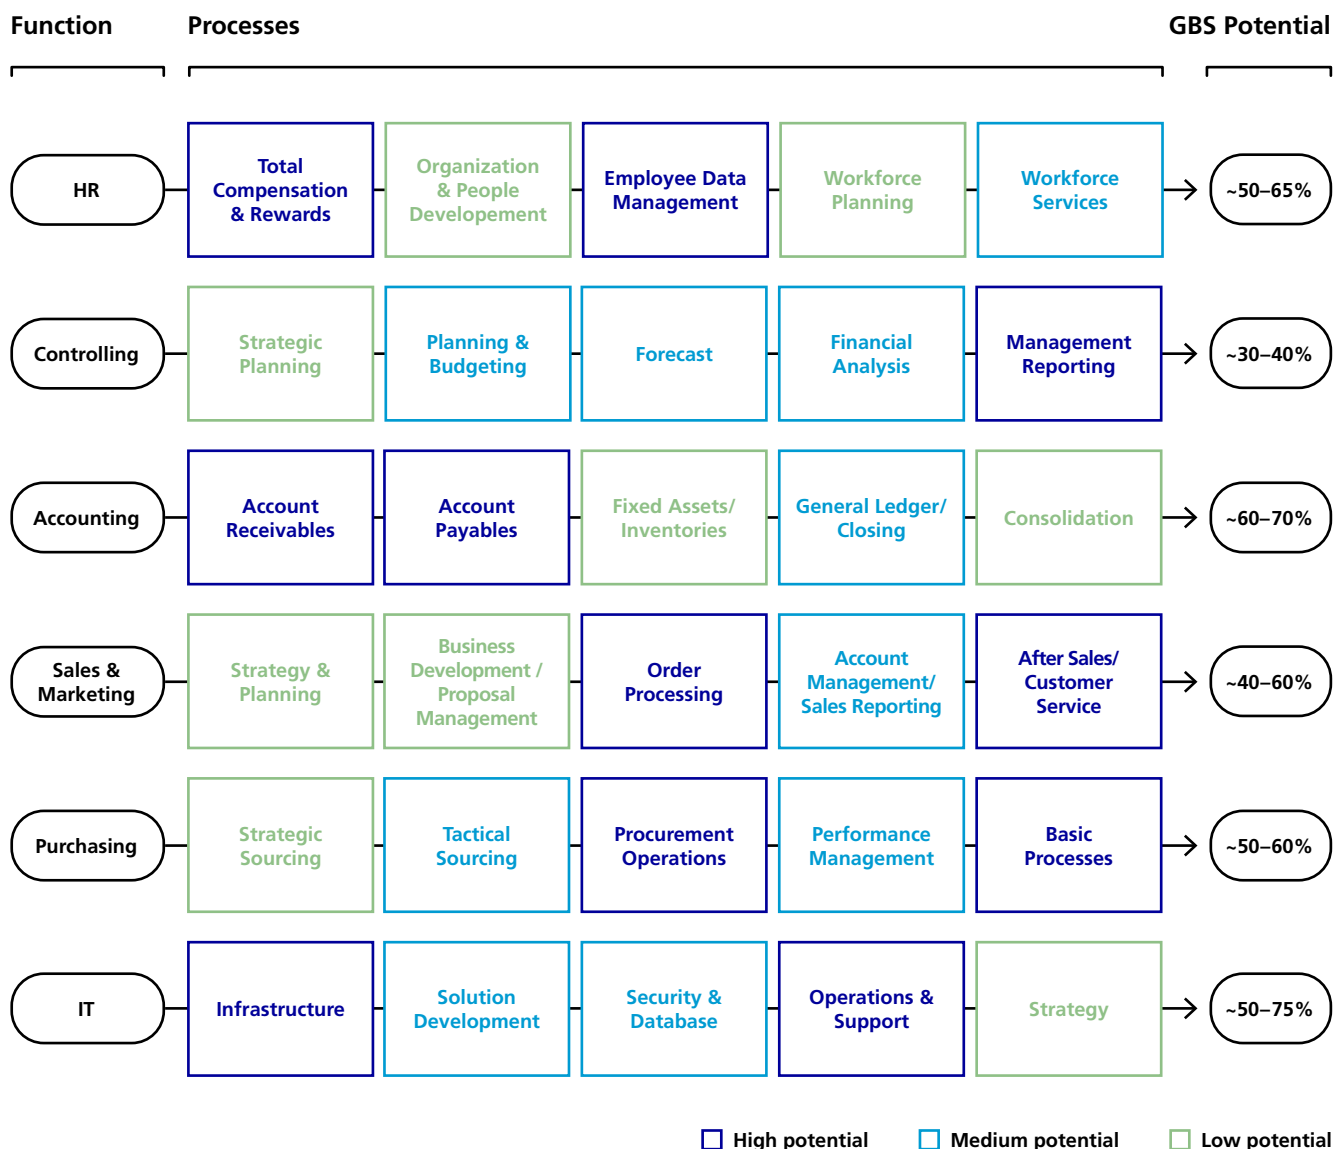 Function
Processes
GBS Potential
HR
Total
Compensation
& Rewards
Organization
& People
Developement
Employee Data
Management
Workforce
Planning
Workforce
Services
~50–65%
Controlling
Strategic
Planning
Planning &
Budgeting
Forecast
Financial
Analysis
Management
Reporting
~30–40%
Accounting
Account
Receivables
Account
Payables
Fixed Assets/
Inventories
General Ledger/
Closing
Consolidation
~60–70%
Sales &
Marketing
Strategy &
Planning
Business
Development /
Proposal
Management
Order
Processing
Account
Management/
Sales Reporting
After Sales/
Customer
Service
~40–60%
Purchasing
Strategic
Sourcing
Tactical
Sourcing
Procurement
Operations
Performance
Management
Basic
Processes
~50–60%
IT
Infrastructure
Solution
Development
Security &
Database
Operations &
Support
Strategy
~50–75%
High potential
Medium potential
Low potential